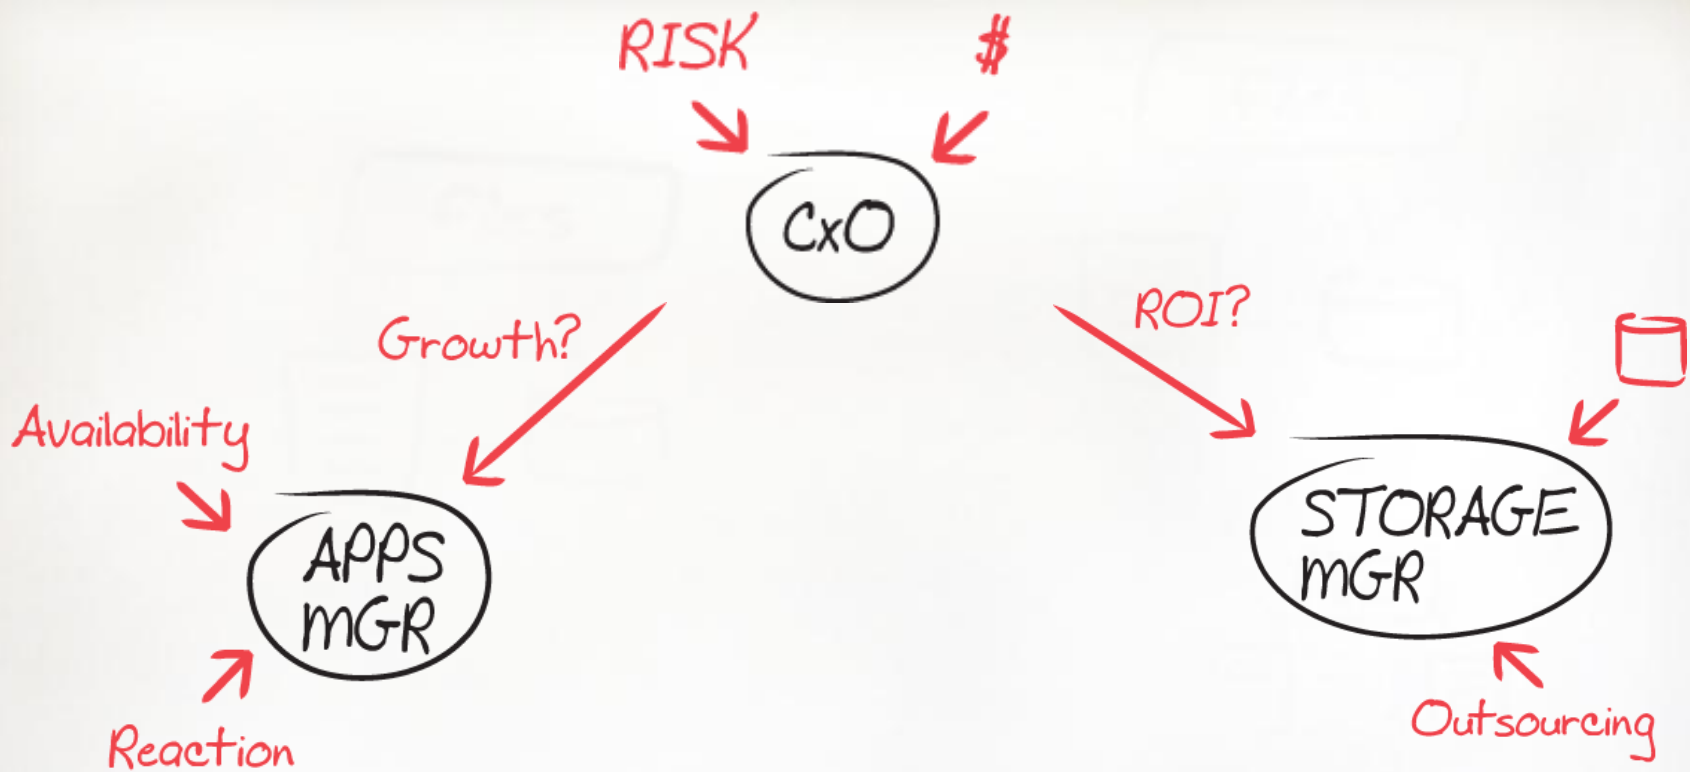 RISK
$
CxO
Growth?
ROI?
Availability
APPS
MGR
STORAGE
MGR
Reaction
Outsourcing